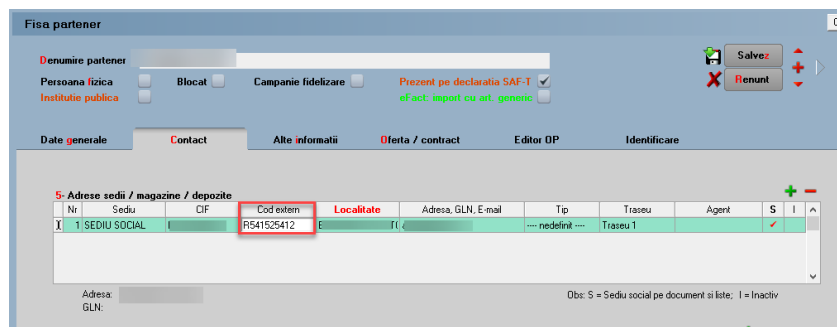 Fisa partener
Denumire partener
Salvez
Persoana fizica Blocat Campanie fidelizare Prezent pe declaratia SAF-T
Renunt
Institutie publica eFact: import cu art. generic
Date generale Contact Alte informatii Oferta / contract Editor OP Identificare
5- Adrese sedii / magazine / depozite
Nr Sediu CIF Cod extern Localitate Adresa, GLN, E-mail Tip Traseu Agent S I
1 SEDIU SOCIAL R541525412 ---- nedefinit ---- Traseu 1
Adresa: Obs: S = Sediu social pe document si liste; I = Inactiv
GLN: